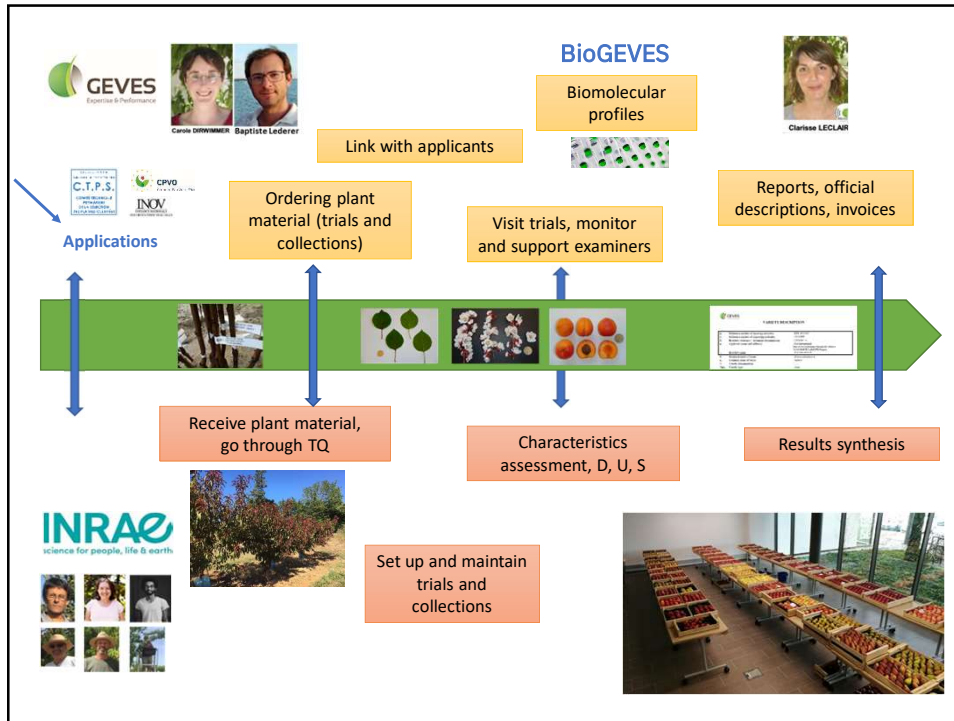 GEVES
Expertise & Performance
Carole DIRWIMMER
Baptiste Lederer
BioGEVES
Biomolecular
profiles
Clarisse LECLAIR
Link with applicants
C.T.P.S.
CPVO
INOV
Applications
Ordering plant
material (trials and
collections)
Visit trials, monitor
and support examiners
Reports, official
descriptions, invoices
GEVES
VARIETY DESCRIPTION
Receive plant material,
go through TQ
Characteristics
assessment, D, U, S
Results synthesis
INRAE
science for people, life & earth
Set up and maintain
trials and
collections